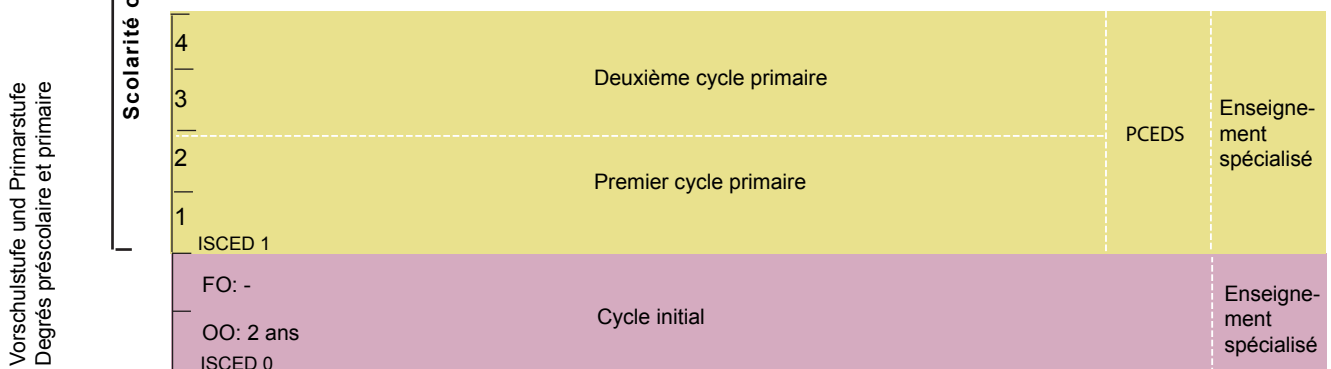 Vorschulstufe und Primarstufe
Degrés préscolaire et primaire
Scolarité
4
3
2
1
Deuxième cycle primaire
Premier cycle primaire
ISCED 1
PCEDS
Enseigne-
ment
spécialisé
FO: -
OO: 2 ans
ISCED 0
Cycle initial
Enseigne-
ment
spécialisé